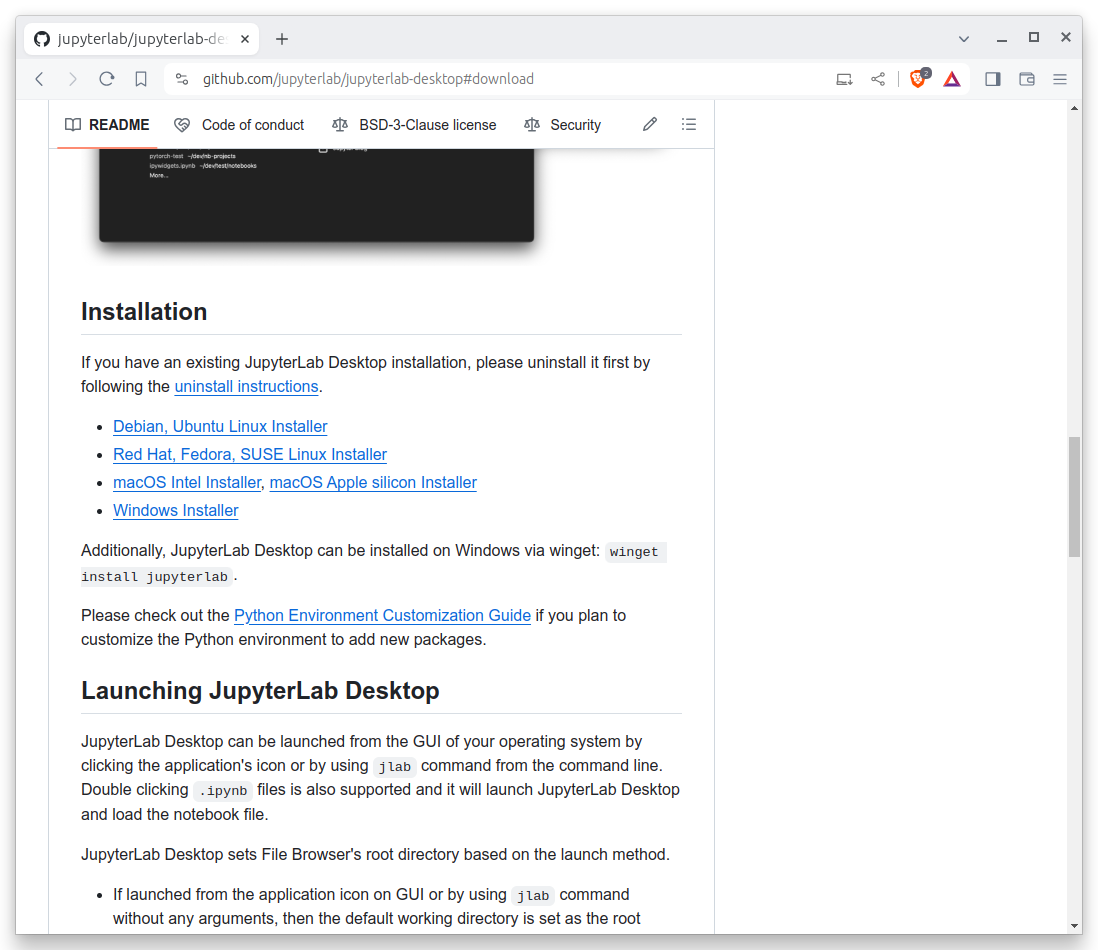 jupyterlab/jupyterlab-de
github.com/jupyterlab/jupyterlab-desktop#download
2
README
Code of conduct
BSD-3-Clause license
Security
pytorch-test ~/dev/nb-projects
ipywidgets.ipynb ~/dev/test/notebooks
More...
Installation
If you have an existing JupyterLab Desktop installation, please uninstall it first by
following the uninstall instructions.
• Debian, Ubuntu Linux Installer
• Red Hat, Fedora, SUSE Linux Installer
• macOS Intel Installer, macOS Apple silicon Installer
• Windows Installer
Additionally, JupyterLab Desktop can be installed on Windows via winget: winget
install jupyterlab .
Please check out the Python Environment Customization Guide if you plan to
customize the Python environment to add new packages.
Launching JupyterLab Desktop
JupyterLab Desktop can be launched from the GUI of your operating system by
clicking the application's icon or by using jlab command from the command line.
Double clicking .ipynb files is also supported and it will launch JupyterLab Desktop
and load the notebook file.
JupyterLab Desktop sets File Browser's root directory based on the launch method.
• If launched from the application icon on GUI or by using jlab command
without any arguments, then the default working directory is set as the root